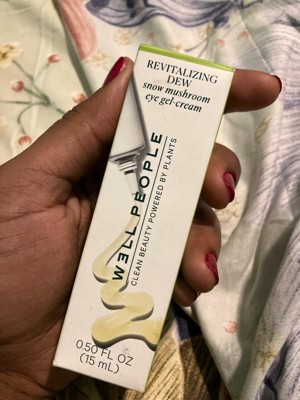 REVITALIZING
DEW
snow mushroom
eye gel-cream
W3LL PEOPLE
CLEAN BEAUTY POWERED BY PLANTS
0.50 FL OZ
(15 mL)